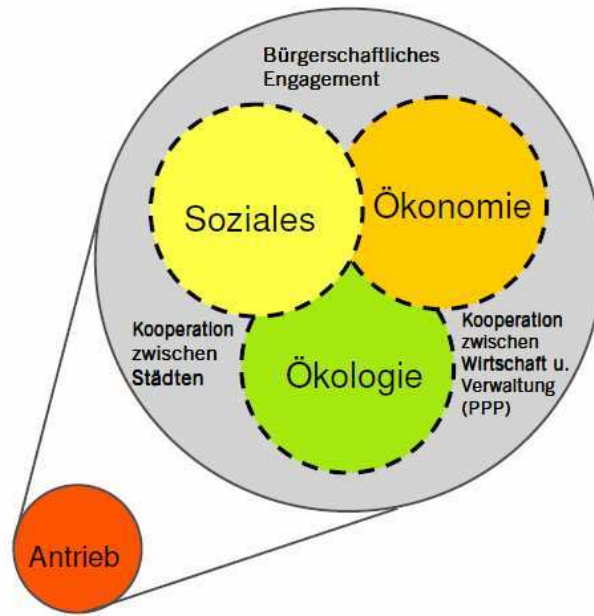 Bürgerschaftliches
Engagement
Soziales
Ökonomie
Kooperation
zwischen
Städten
Ökologie
Kooperation
zwischen
Wirtschaft u.
Verwaltung
(PPP)
Antrieb